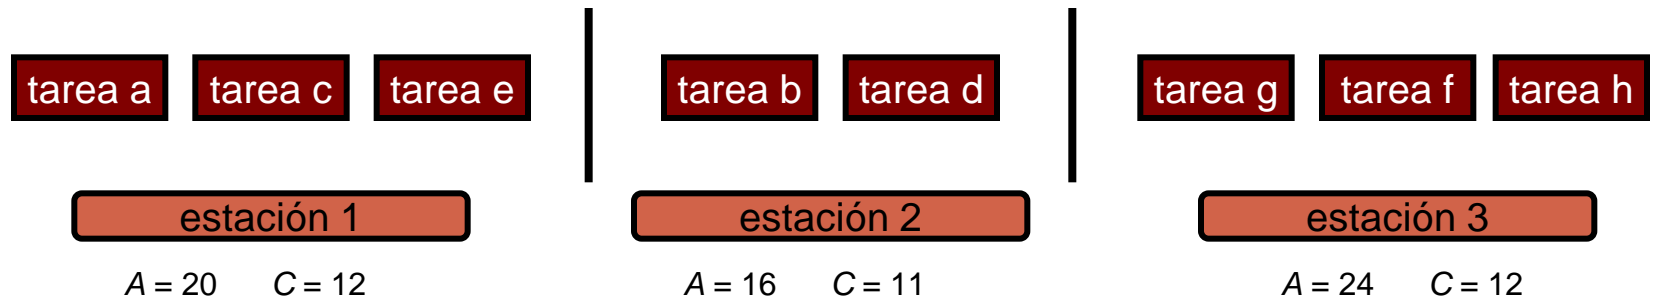 tarea a tarea c tarea e tarea b tarea d tarea g tarea f tarea h
estación 1 estación 2 estación 3
A = 20 C = 12 A = 16 C = 11 A = 24 C = 12